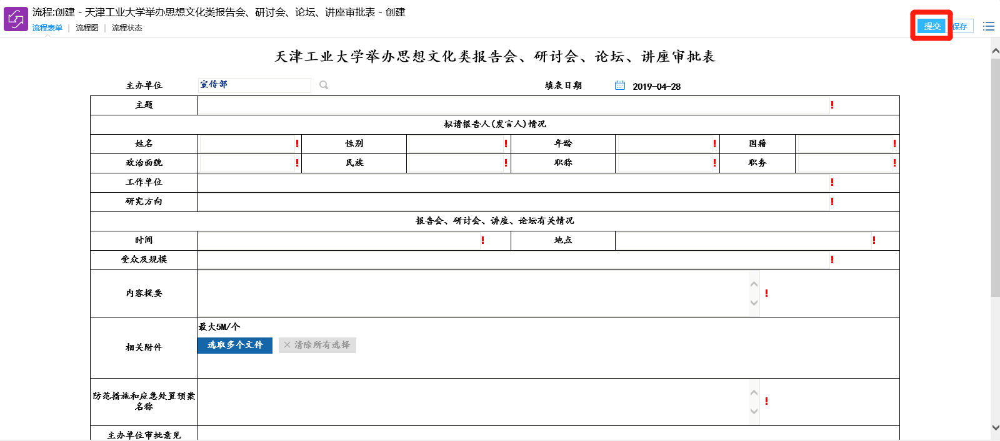 流程:创建 - 天津工业大学举办思想文化类报告会、研讨会、论坛、讲座审批表 - 创建
流程表单 | 流程图 | 流程状态
提交 保存
天津工业大学举办思想文化类报告会、研讨会、论坛、讲座审批表
主办单位 宣传部 填表日期 2019-04-28
主题 !
拟请报告人(发言人)情况
姓名 ! 性别 ! 年龄 ! 国籍 !
政治面貌 ! 民族 ! 职称 ! 职务 !
工作单位 !
研究方向 !
报告会、研讨会、讲座、论坛有关情况
时间 ! 地点 !
受众及规模 !
内容提要 !
相关附件 最大5M/个
选取多个文件 × 清除所有选择
防范措施和应急处置预案
名称 !
主办单位审批意见